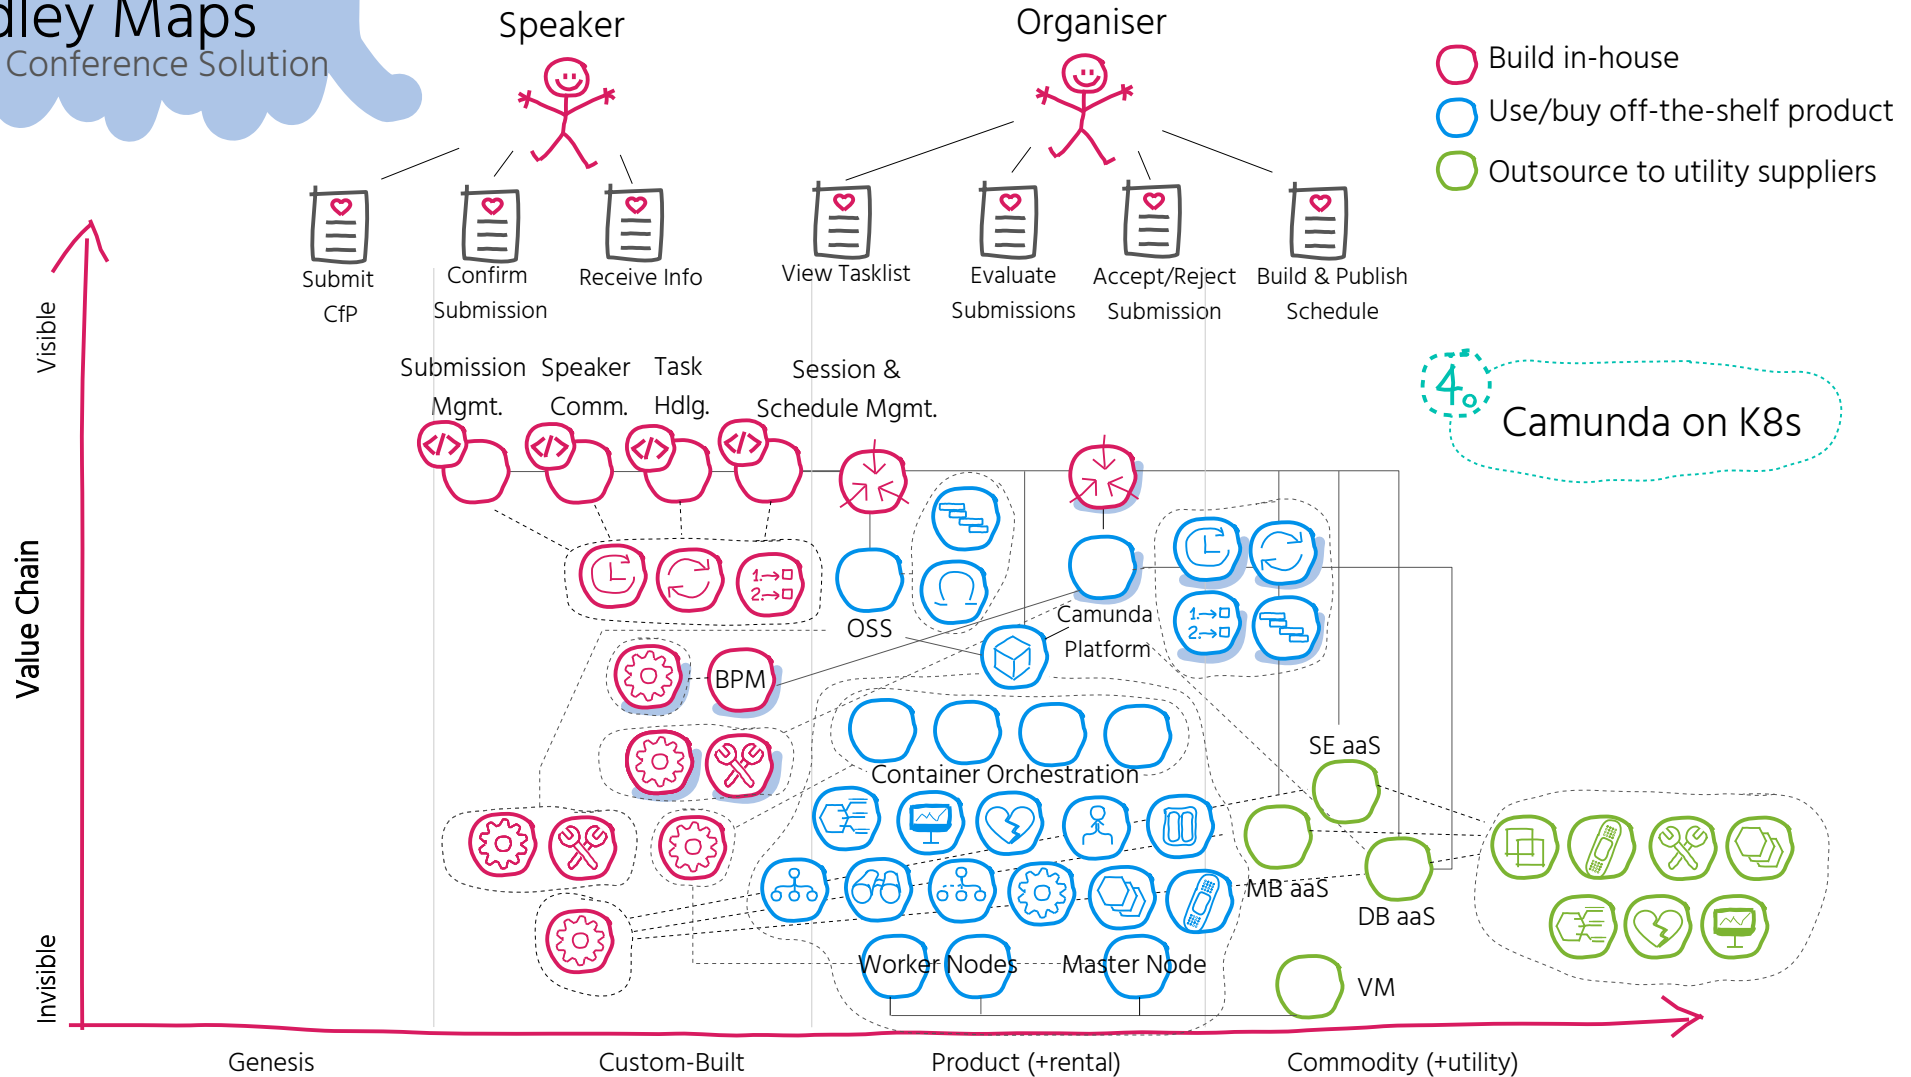 dley Maps
Conference Solution
Speaker
Organiser
Build in-house
Use/buy off-the-shelf product
Outsource to utility suppliers
Submit
CfP
Confirm
Submission
Receive Info
View Tasklist
Evaluate
Submissions
Accept/Reject
Submission
Build & Publish
Schedule
Visible
Value Chain
Invisible
Submission
Mgmt.
Speaker
Comm.
Task
Hdlg.
Session &
Schedule Mgmt.
4.
Camunda on K8s
</>
</>
</>
</>
1.→□
2.→□
OSS
Camunda
Platform
1.→□
2.→□
BPM
Container Orchestration
SE aaS
MB aaS
DB aaS
Worker Nodes
Master Node
VM
Genesis
Custom-Built
Product (+rental)
Commodity (+utility)